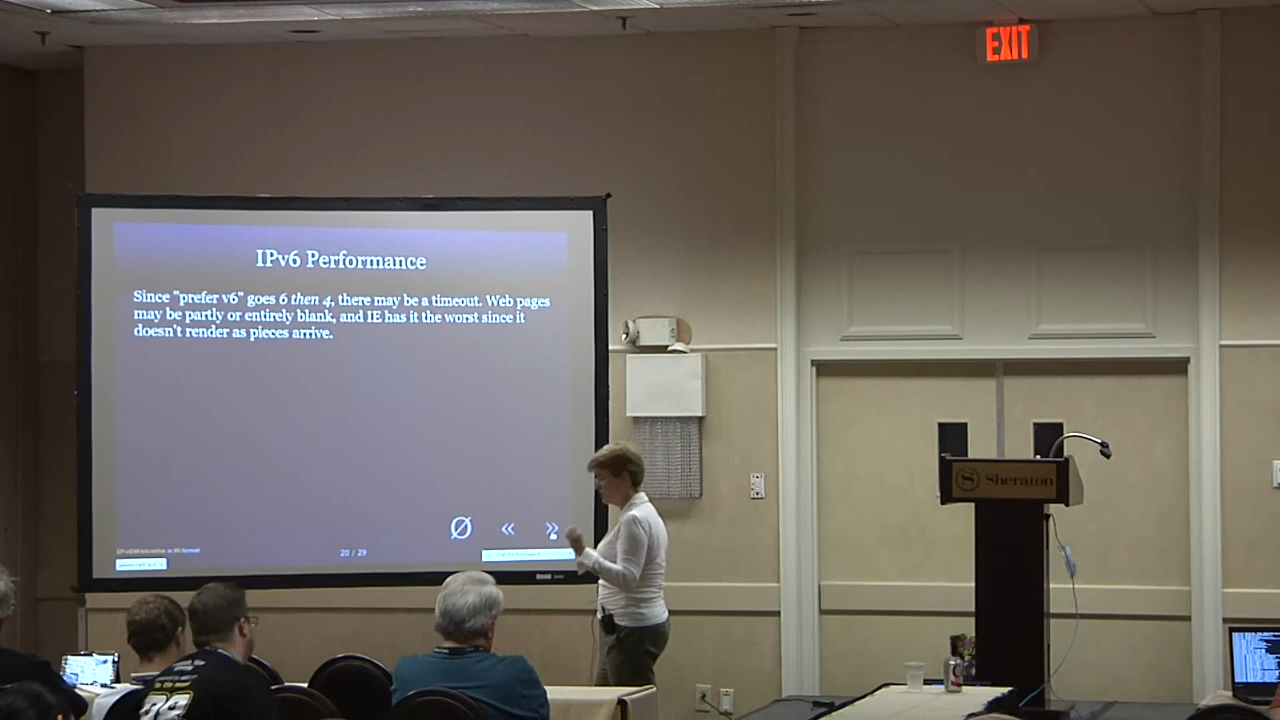 EXIT
IPv6 Performance
Since "prefer v6" goes 6 then 4, there may be a timeout. Web pages
may be partly or entirely blank, and IE has it the worst since it
doesn't render as pieces arrive.
20 / 29
Sheraton